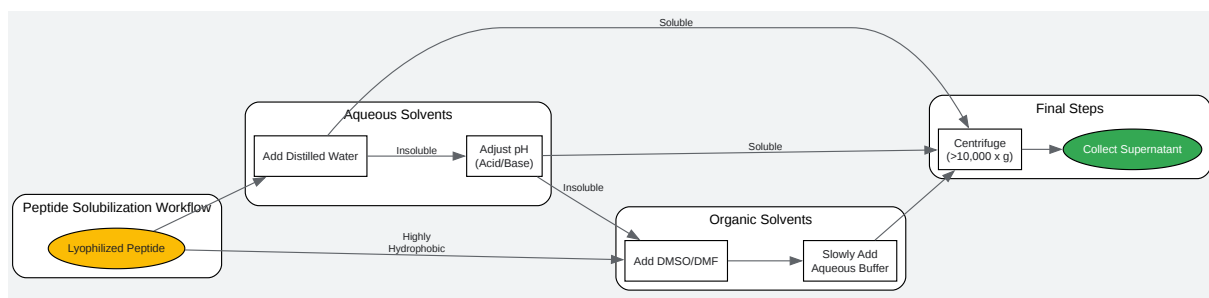 Peptide Solubilization Workflow
Lyophilized Peptide
Highly
Hydrophobic
Aqueous Solvents
Add Distilled Water
Insoluble
Adjust pH
(Acid/Base)
Soluble
Soluble
Insoluble
Organic Solvents
Add DMSO/DMF
Slowly Add
Aqueous Buffer
Final Steps
Centrifuge
(>10,000 x g)
Collect Supernatant